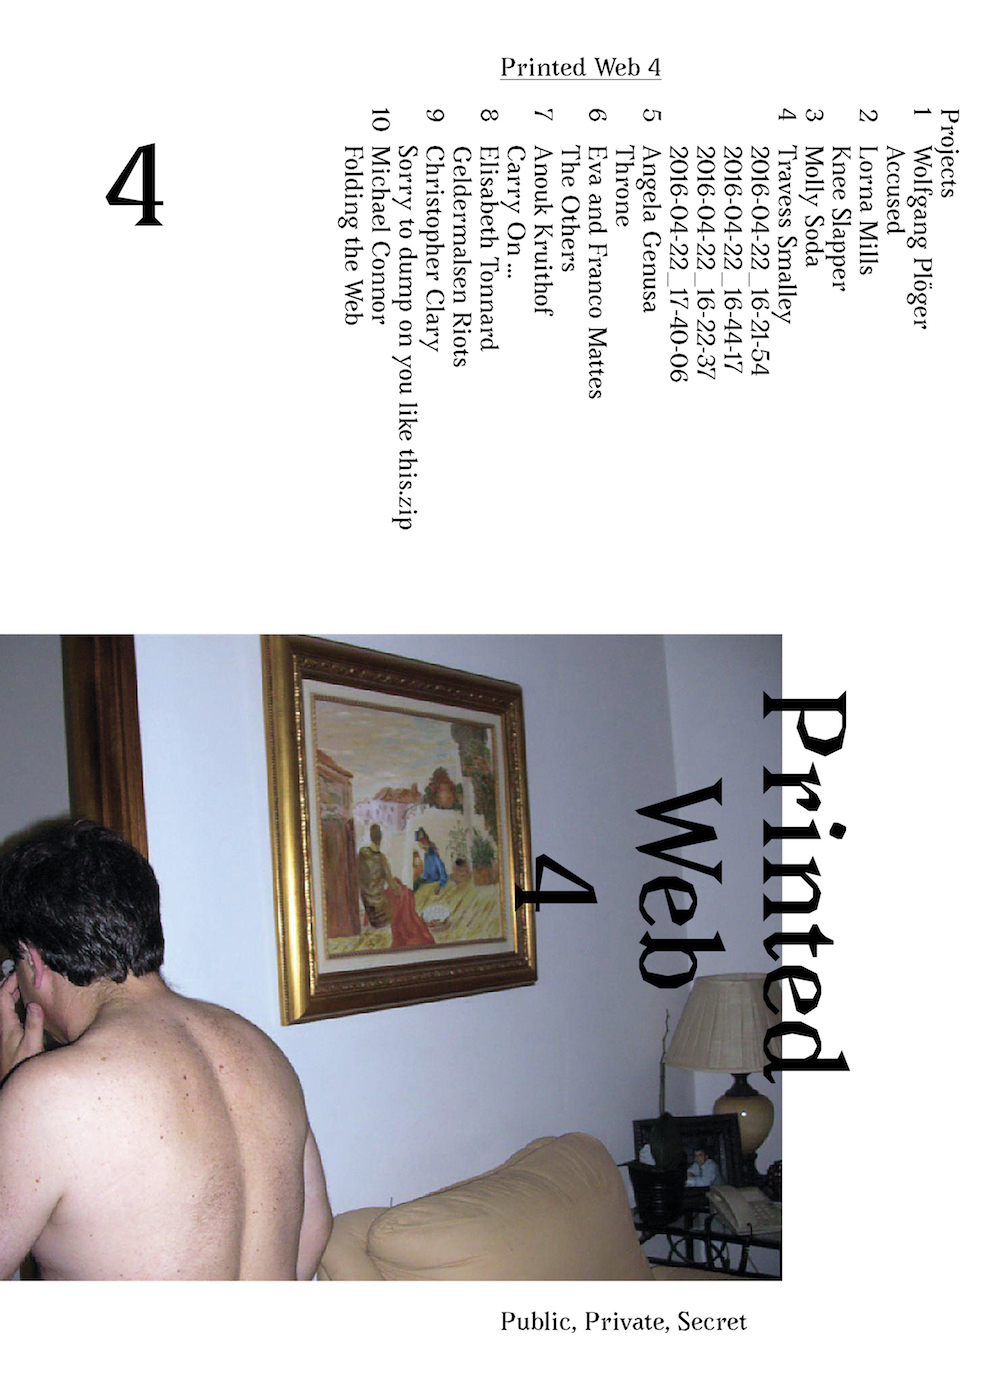 Printed Web 4
Projects
1 Wolfgang Plöger
Accused
2 Lorna Mills
Knee Slapper
3 Molly Soda
4 Travess Smalley
2016-04-22_16-21-54
2016-04-22_16-44-17
2016-04-22_16-22-37
2016-04-22_17-40-06
5 Angela Genusa
Throne
6 Eva and Franco Mattes
The Others
7 Anouk Kruithof
Carry On ...
8 Elisabeth Tonnard
Geldermalsen Riots
9 Christopher Clary
Sorry to dump on you like this.zip
10 Michael Connor
Folding the Web
4
Printed
Web
4
Public, Private, Secret